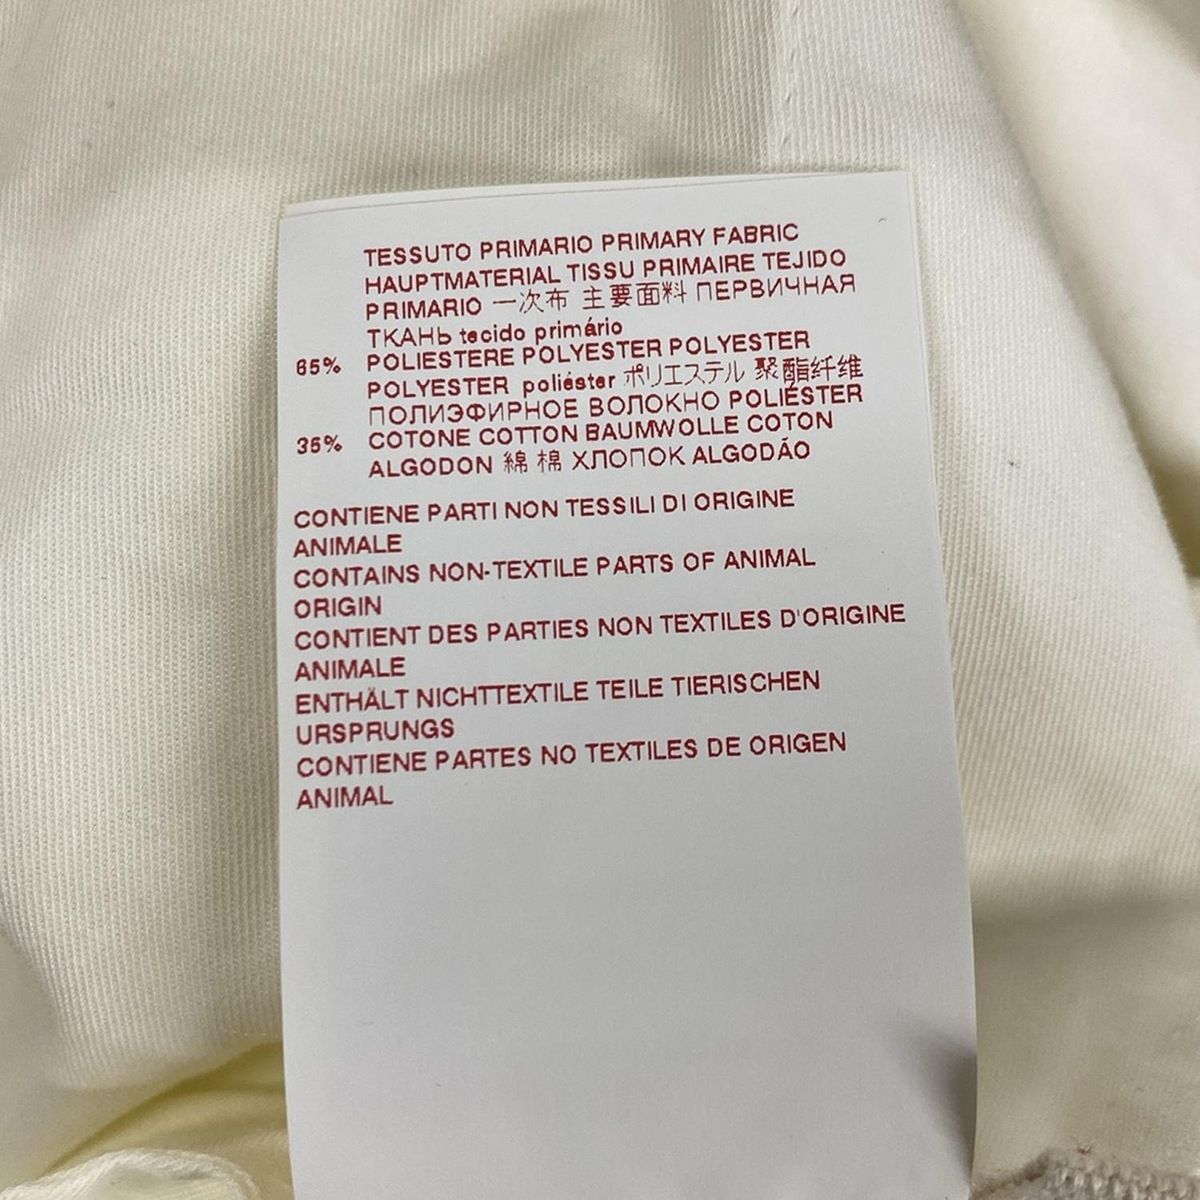 TESSUTO PRIMARIO PRIMARY FABRIC
HAUPTMATERIAL TISSU PRIMAIRE TEJIDO
PRIMARIO 一次布 主要面料 ПЕРВИЧНАЯ
ТКАНЬ tecido primário
65% POLIESTERE POLYESTER POLYESTER
POLYESTER poliéster ポリエステル 聚酯纤维
ПОЛИЭФИРНОЕ ВОЛОКНО POLIÉSTER
35% COTONE COTTON BAUMWOLLE COTON
ALGODON 綿 棉 ХЛОПОК ALGODÃO
CONTIENE PARTI NON TESSILI DI ORIGINE
ANIMALE
CONTAINS NON-TEXTILE PARTS OF ANIMAL
ORIGIN
CONTIENT DES PARTIES NON TEXTILES D'ORIGINE
ANIMALE
ENTHÄLT NICHTTEXTILE TEILE TIERISCHEN
URSPRUNGS
CONTIENE PARTES NO TEXTILES DE ORIGEN
ANIMAL